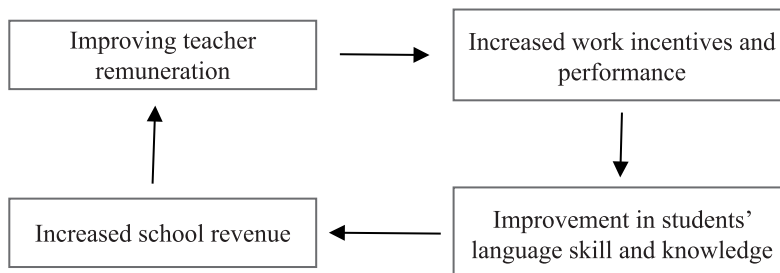 Improving teacher
remuneration
Increased work incentives and
performance
Increased school revenue
Improvement in students’
language skill and knowledge